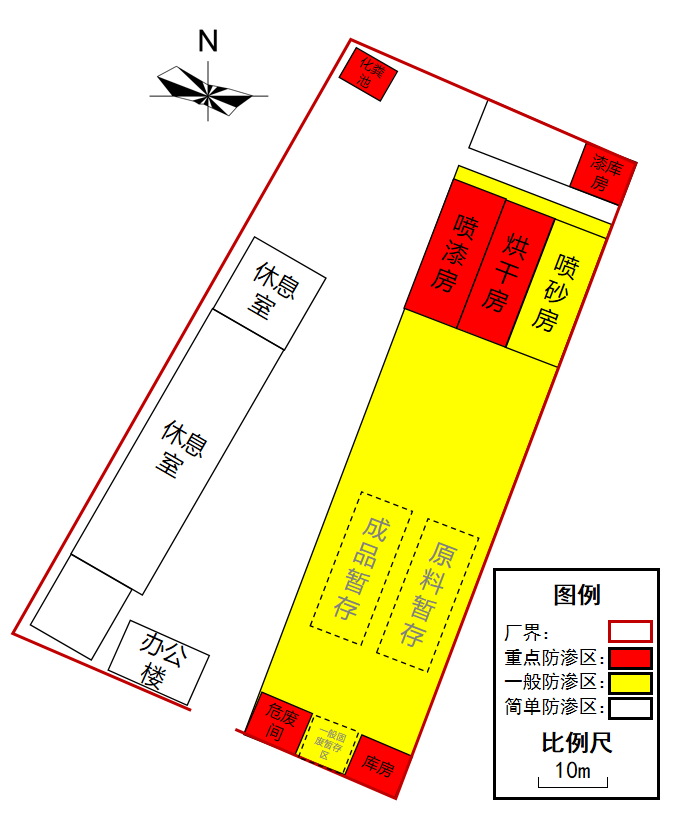 N
化粪
池
漆库
房
喷漆房
烘干房
喷砂房
休息
室
休息
室
成品暂存
原料暂存
办公
楼
危废
间
一般固
废暂存
区
库房
图例
厂界：
重点防渗区：
一般防渗区：
简单防渗区：
比例尺
10m